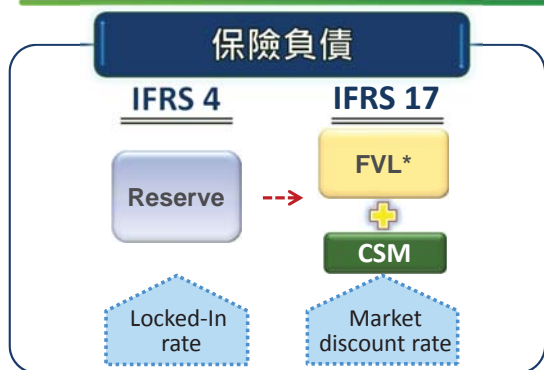 保險負債
IFRS 4
IFRS 17
Reserve
FVL*
CSM
Locked-In
rate
Market
discount rate